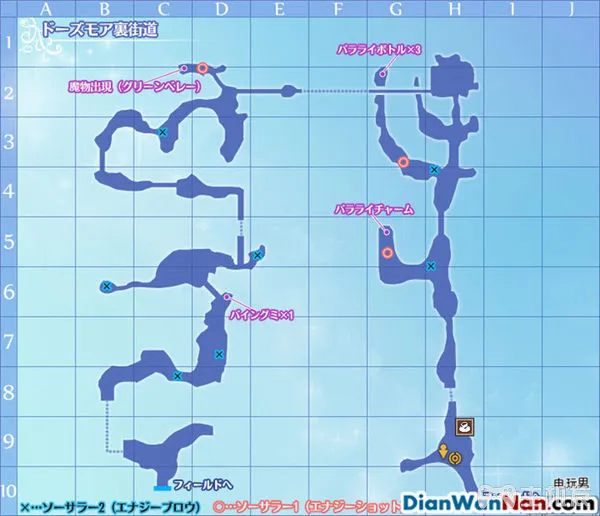 A B C D E F G H I J
1
ドーズモア裏街道
パラライボトル×3
2
魔物出現（グリーンベレー）
3
4
パラライチャーム
5
6
パイングミ×1
7
8
9
10
フィールドへ
电玩男
×…ソーサラー2（エナジーブロウ） ○…ソーサラー1（エナジーショット
DianWanNan.com